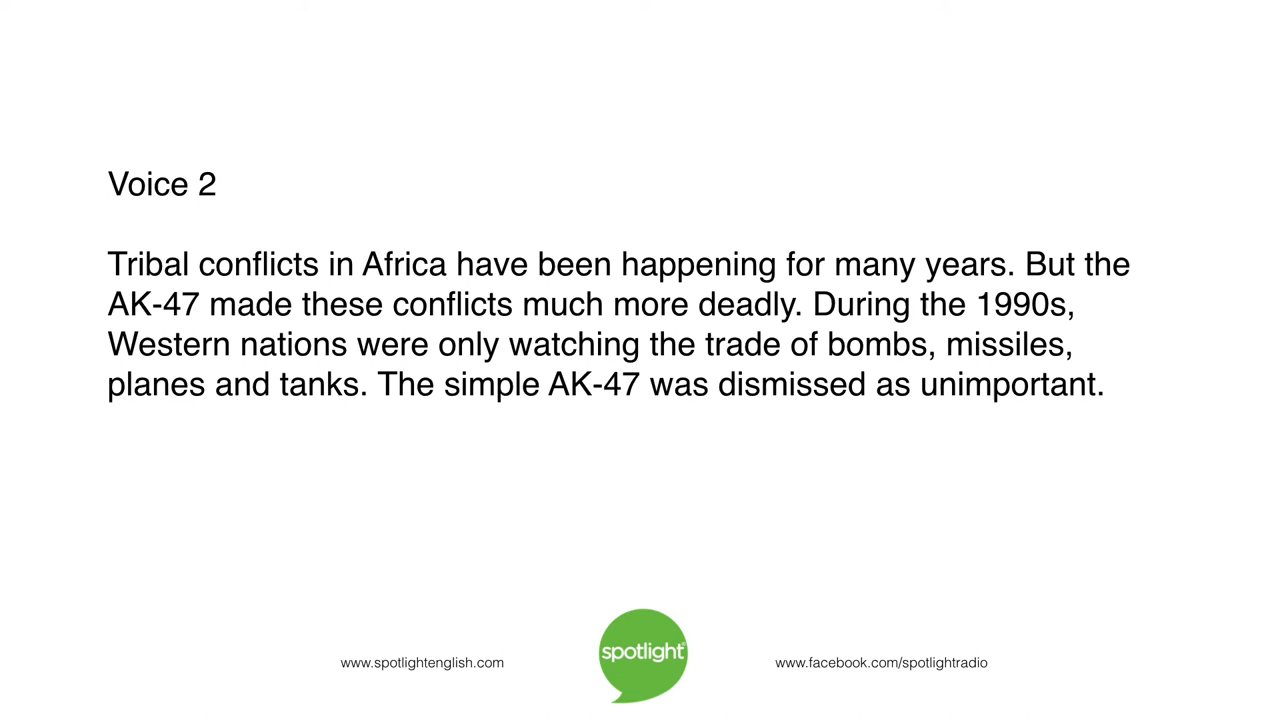 Voice 2
Tribal conflicts in Africa have been happening for many years. But the
AK-47 made these conflicts much more deadly. During the 1990s,
Western nations were only watching the trade of bombs, missiles,
planes and tanks. The simple AK-47 was dismissed as unimportant.
www.spotlightenglish.com
spotlight®
www.facebook.com/spotlightradio